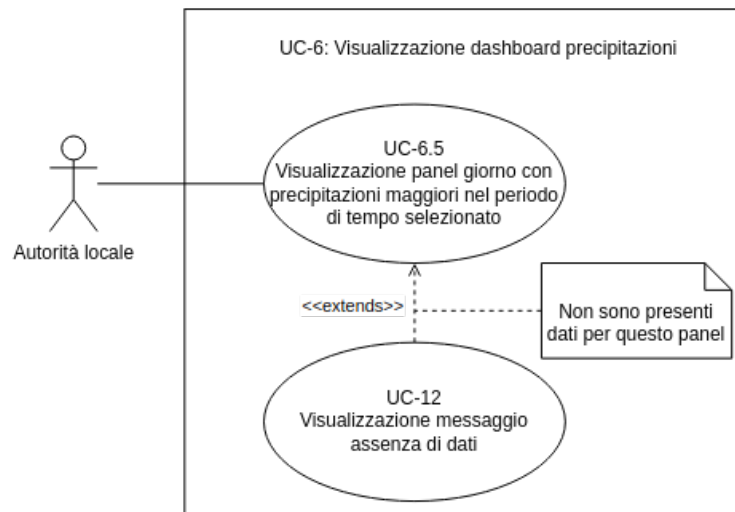 UC-6: Visualizzazione dashboard precipitazioni
UC-6.5
Visualizzazione panel giorno con
precipitazioni maggiori nel periodo
di tempo selezionato
Autorità locale
<<extends>>
Non sono presenti
dati per questo panel
UC-12
Visualizzazione messaggio
assenza di dati